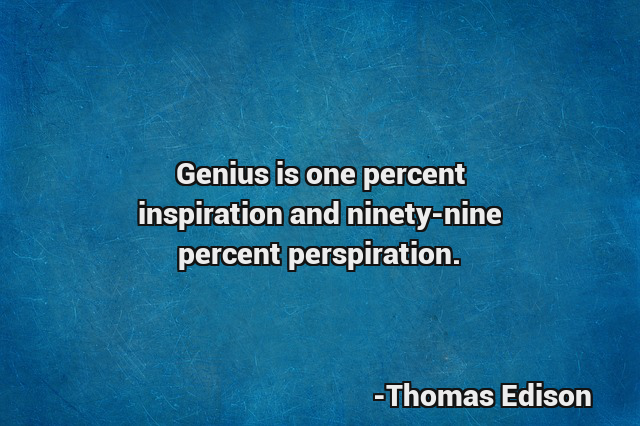 Genius is one percent
inspiration and ninety-nine
percent perspiration.
-Thomas Edison